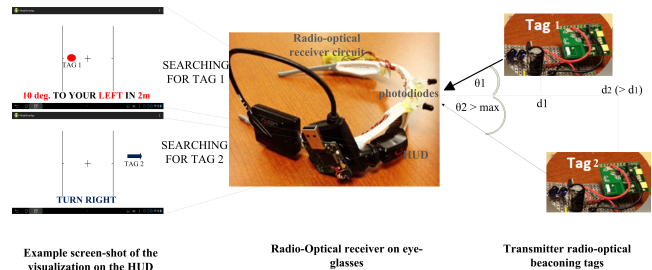 TAG 1
10 deg. TO YOUR LEFT IN 2m
TAG 2
TURN RIGHT
SEARCHING
FOR TAG 1
SEARCHING
FOR TAG 2
Radio-optical
receiver circuit
photodiodes
HUD
Tag 1
θ1
θ2 > max
d1
d2 (> d1)
Tag 2
Example screen-shot of the
visualization on the HUD
Radio-Optical receiver on eye-
glasses
Transmitter radio-optical
beaconing tags